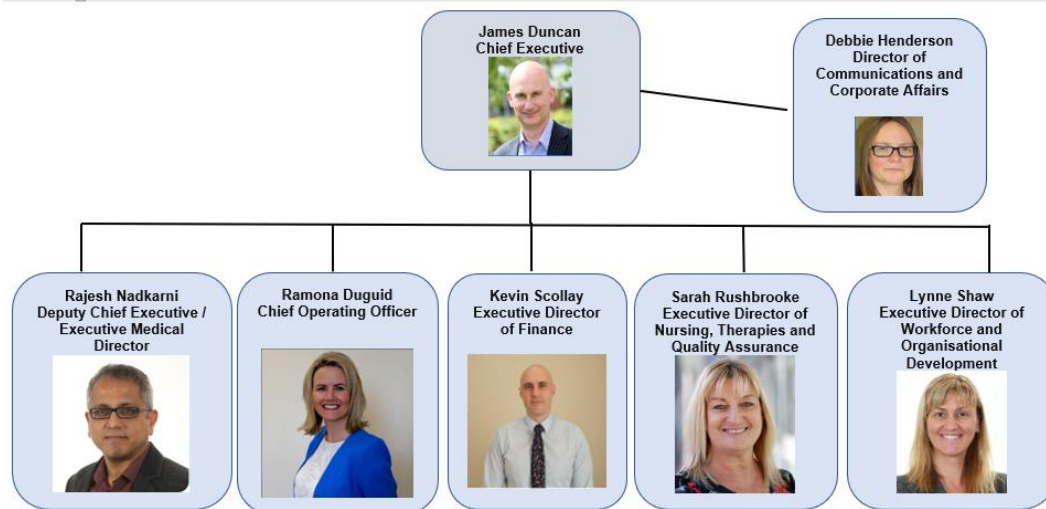 James Duncan
Chief Executive
Debbie Henderson
Director of
Communications and
Corporate Affairs
Rajesh Nadkarni
Deputy Chief Executive /
Executive Medical
Director
Ramona Duguid
Chief Operating Officer
Kevin Scollay
Executive Director
of Finance
Sarah Rushbrooke
Executive Director of
Nursing, Therapies and
Quality Assurance
Lynne Shaw
Executive Director of
Workforce and
Organisational
Development